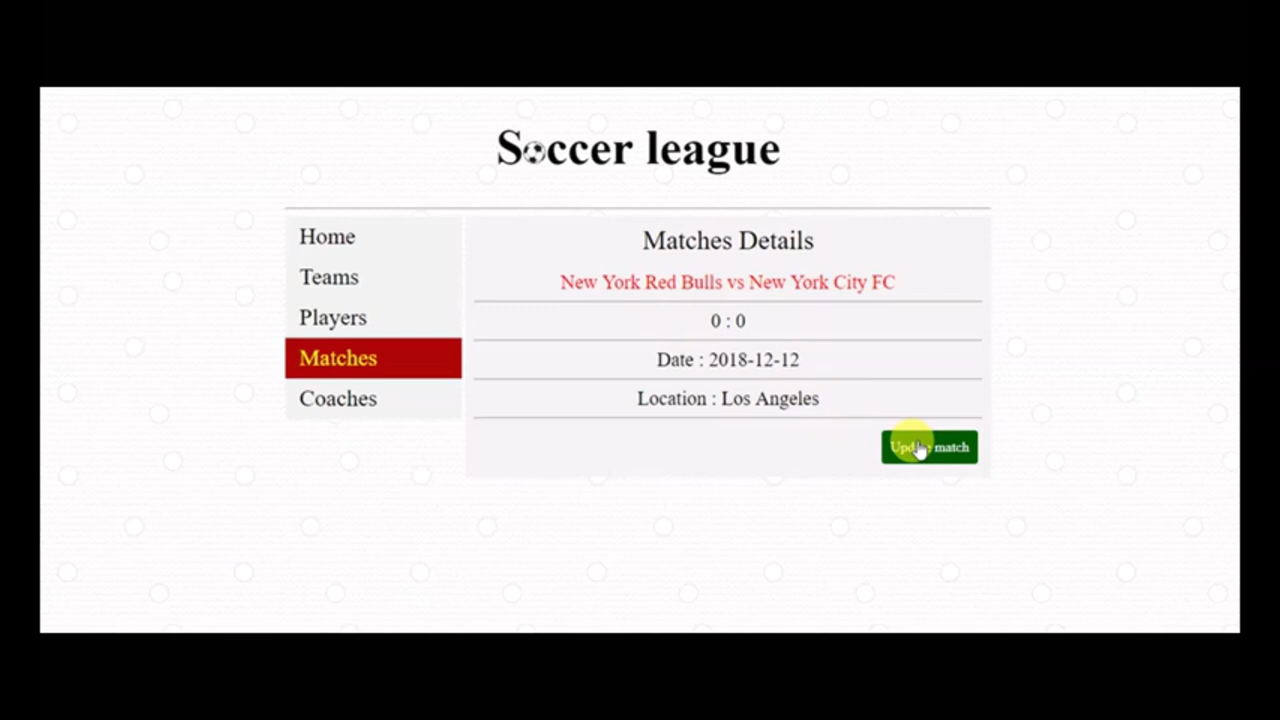 Soccer league
Home
Teams
Players
Matches
Coaches
Matches Details
New York Red Bulls vs New York City FC
0 : 0
Date : 2018-12-12
Location : Los Angeles
Update match